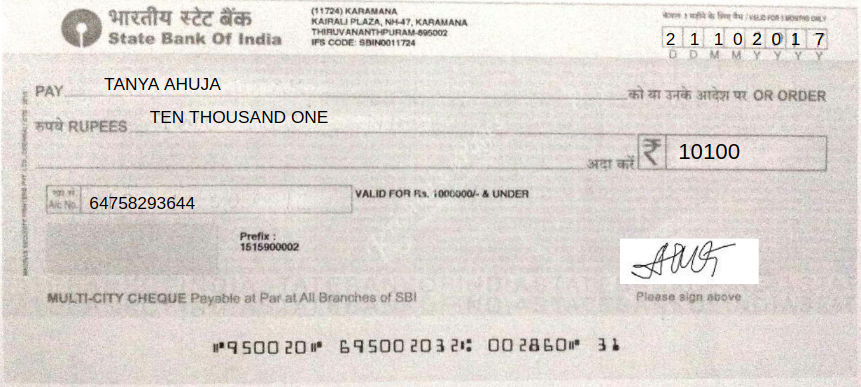 भारतीय स्टेट बैंक
State Bank Of India
(11724) KARAMANA
KAIRALI PLAZA, NH-47, KARAMANA
THIRUVANANTHPURAM-695002
IFS CODE: SBIN0011724
केवल 3 महीने के लिए वैध / VALID FOR 3 MONTHS ONLY
2 1 1 0 2 0 1 7
D D M M Y Y Y Y
PAY TANYA AHUJA को या उनके आदेश पर OR ORDER
रुपये RUPEES TEN THOUSAND ONE
अदा करें ₹ 10100
A/c No. 64758293644
VALID FOR Rs. 1000000/- & UNDER
Prefix :
1515900002
MULTI-CITY CHEQUE Payable at Par at All Branches of SBI
Please sign above
⑈950020⑈ 695002032⑆ 002860⑈ 31